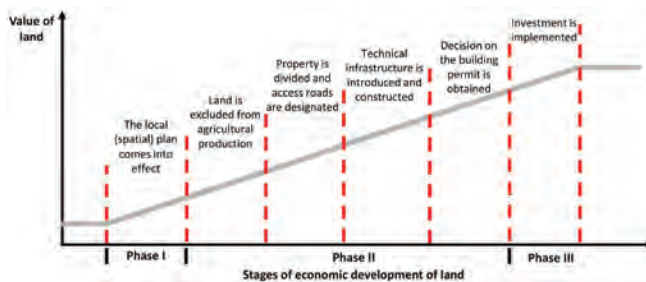 Value of
land
The local
(spatial) plan
comes into
effect
Land is
excluded from
agricultural
production
Property is
divided and
access roads
are designated
Technical
infrastructure is
introduced and
constructed
Decision on
the building
permit is
obtained
Investment is
implemented
Phase I
Phase II
Phase III
Stages of economic development of land